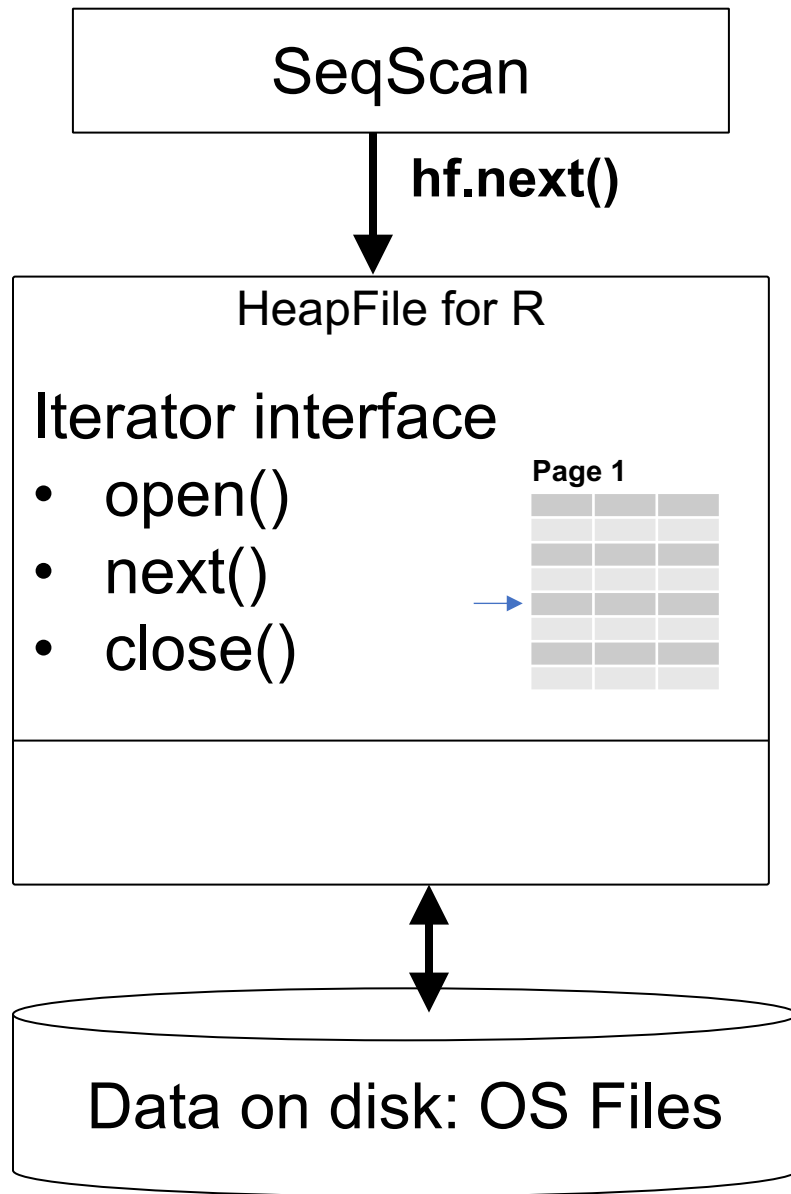 SeqScan
hf.next()
HeapFile for R
Iterator interface
• open()
• next()
• close()
Page 1
Data on disk: OS Files